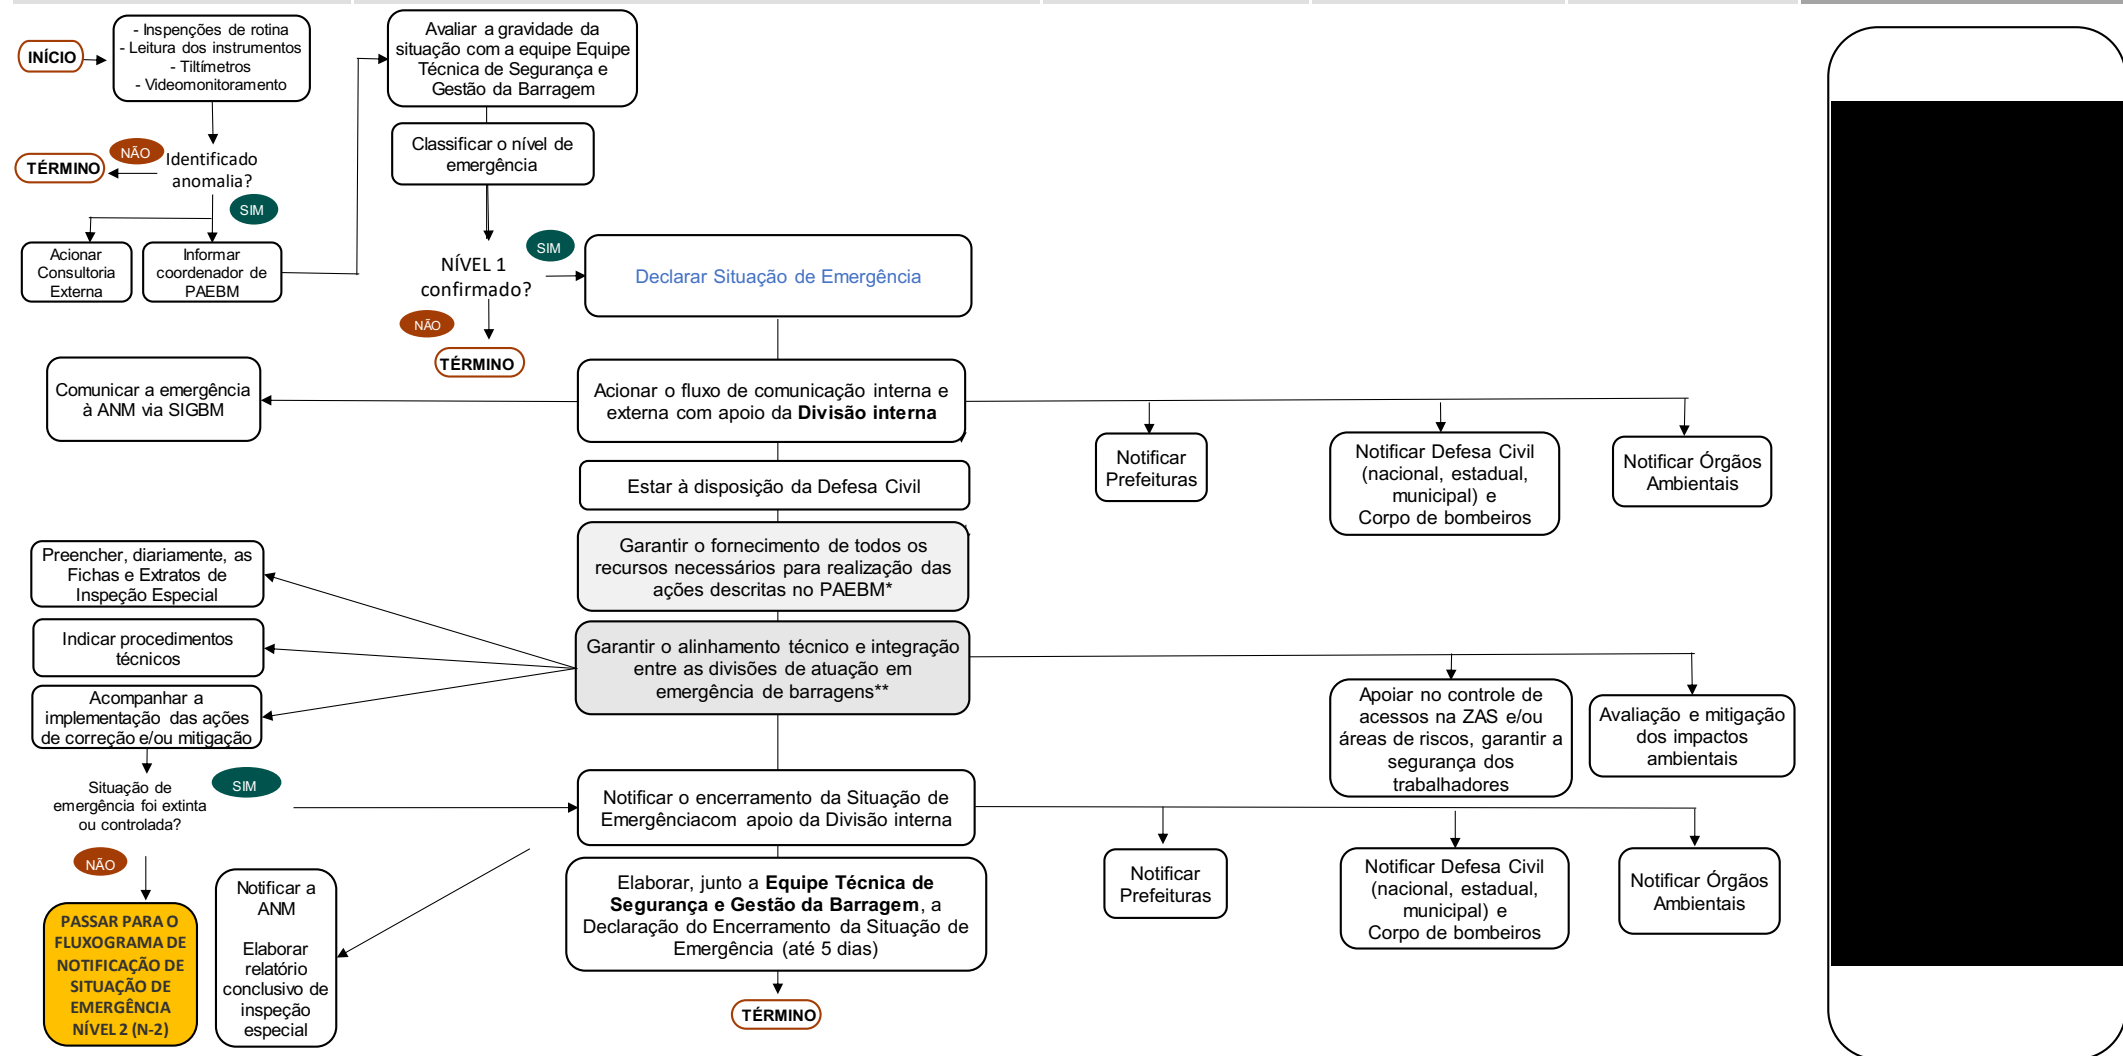 INÍCIO
- Inspenções de rotina
- Leitura dos instrumentos
- Tiltímetros
- Videomonitoramento
Avaliar a gravidade da
situação com a equipe Equipe
Técnica de Segurança e
Gestão da Barragem
Classificar o nível de
emergência
NÃO
TÉRMINO
Identificado
anomalia?
SIM
Acionar
Consultoria
Externa
Informar
coordenador de
PAEBM
NÍVEL 1
confirmado?
SIM
Declarar Situação de Emergência
NÃO
TÉRMINO
Comunicar a emergência
à ANM via SIGBM
Acionar o fluxo de comunicação interna e
externa com apoio da Divisão interna
Notificar
Prefeituras
Notificar Defesa Civil
(nacional, estadual,
municipal) e
Corpo de bombeiros
Notificar Órgãos
Ambientais
Estar à disposição da Defesa Civil
Garantir o fornecimento de todos os
recursos necessários para realização das
ações descritas no PAEBM*
Preencher, diariamente, as
Fichas e Extratos de
Inspeção Especial
Indicar procedimentos
técnicos
Acompanhar a
implementação das ações
de correção e/ou mitigação
Garantir o alinhamento técnico e integração
entre as divisões de atuação em
emergência de barragens**
Apoiar no controle de
acessos na ZAS e/ou
áreas de riscos, garantir a
segurança dos
trabalhadores
Avaliação e mitigação
dos impactos
ambientais
Situação de
emergência foi extinta
ou controlada?
SIM
Notificar o encerramento da Situação de
Emergênciacom apoio da Divisão interna
NÃO
PASSAR PARA O
FLUXOGRAMA DE
NOTIFICAÇÃO DE
SITUAÇÃO DE
EMERGÊNCIA
NÍVEL 2 (N-2)
Notificar a
ANM
Elaborar
relatório
conclusivo de
inspeção
especial
Elaborar, junto a Equipe Técnica de
Segurança e Gestão da Barragem, a
Declaração do Encerramento da Situação de
Emergência (até 5 dias)
Notificar
Prefeituras
Notificar Defesa Civil
(nacional, estadual,
municipal) e
Corpo de bombeiros
Notificar Órgãos
Ambientais
TÉRMINO